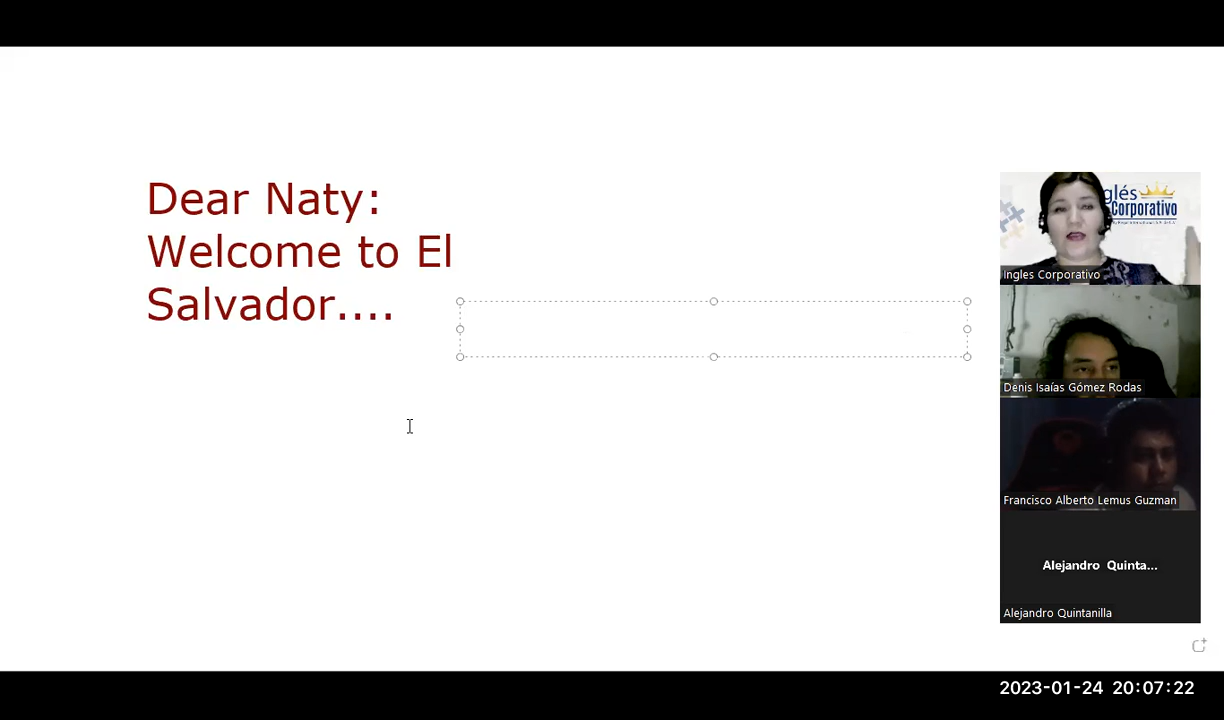 Dear Naty:
Welcome to El
Salvador....
glés
Corporativo
Ingles Corporativo
Denis Isaías Gómez Rodas
Francisco Alberto Lemus Guzman
Alejandro Quinta...
Alejandro Quintanilla
2023-01-24 20:07:22